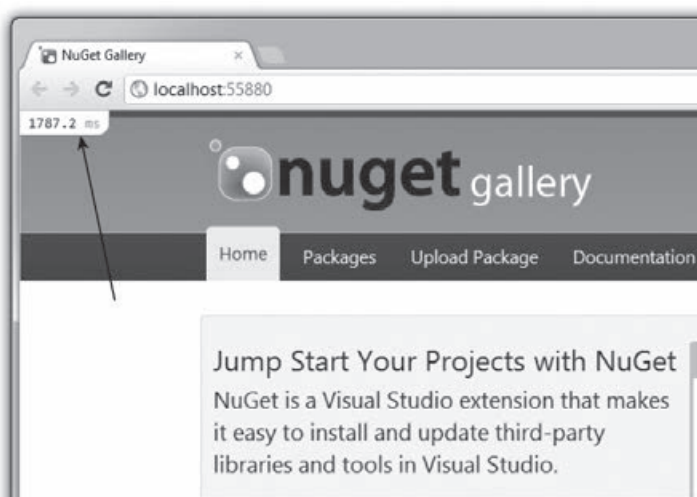 NuGet Gallery
localhost:55880
1787.2 ms
nuget gallery
Home Packages Upload Package Documentation
Jump Start Your Projects with NuGet
NuGet is a Visual Studio extension that makes
it easy to install and update third-party
libraries and tools in Visual Studio.